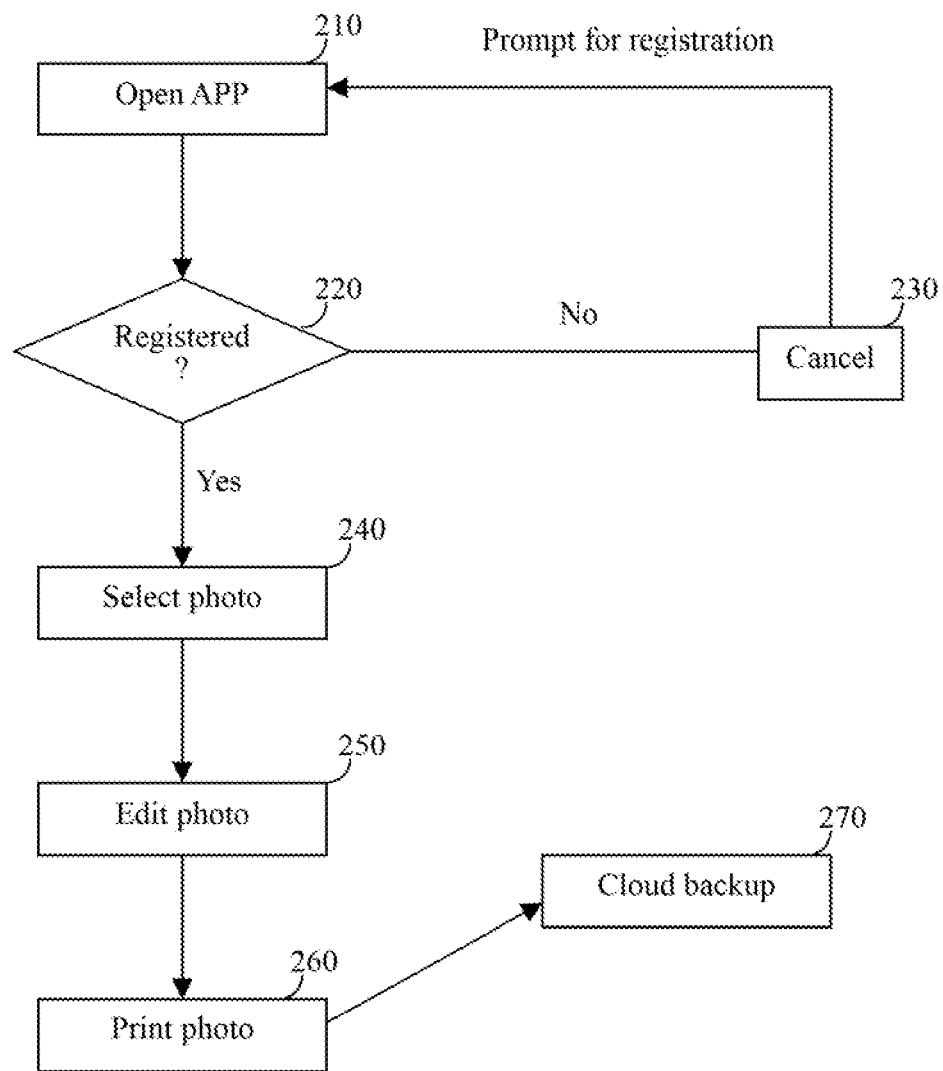 210
Prompt for registration
Open APP
220
230
Registered
?
No
Cancel
Yes
240
Select photo
250
Edit photo
270
Cloud backup
260
Print photo